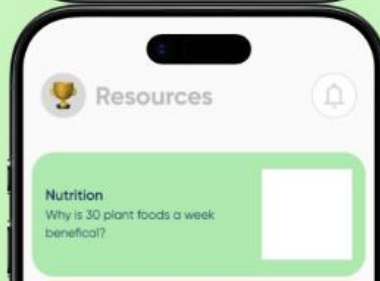 Resources
Nutrition
Why is 30 plant foods a week
benefical?